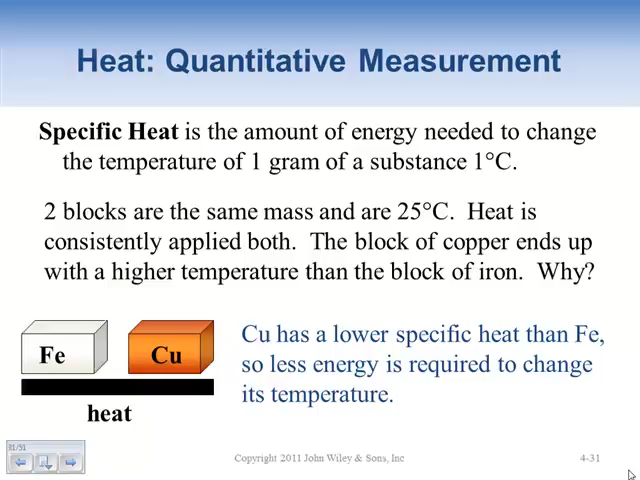 Heat: Quantitative Measurement
Specific Heat is the amount of energy needed to change
the temperature of 1 gram of a substance 1°C.
2 blocks are the same mass and are 25°C. Heat is
consistently applied both. The block of copper ends up
with a higher temperature than the block of iron. Why?
Fe
Cu
heat
Cu has a lower specific heat than Fe,
so less energy is required to change
its temperature.
31/51
Copyright 2011 John Wiley & Sons, Inc
4-31